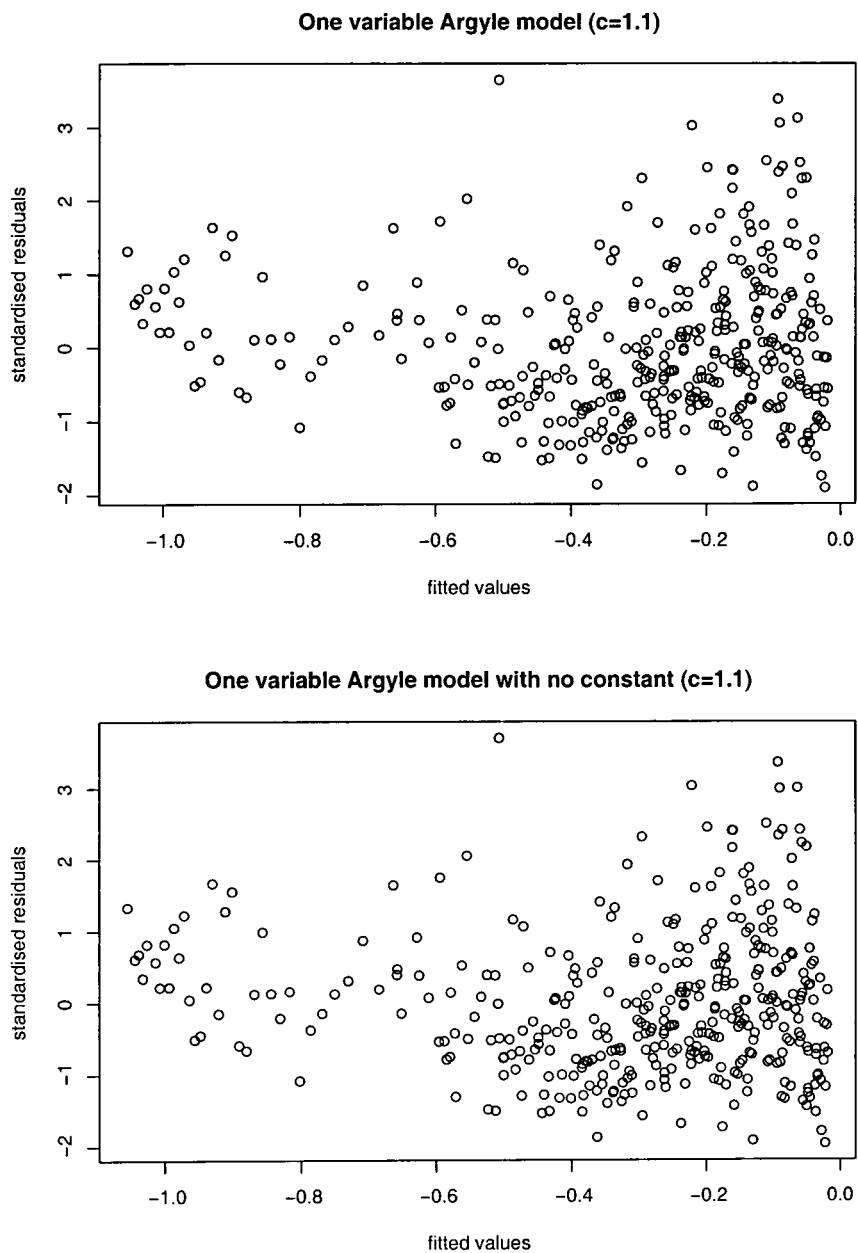 One variable Argyle model (c=1.1)
standardised residuals
3
2
1
0
−1
−2
−1.0 −0.8 −0.6 −0.4 −0.2 0.0
fitted values
One variable Argyle model with no constant (c=1.1)
standardised residuals
3
2
1
0
−1
−2
−1.0 −0.8 −0.6 −0.4 −0.2 0.0
fitted values